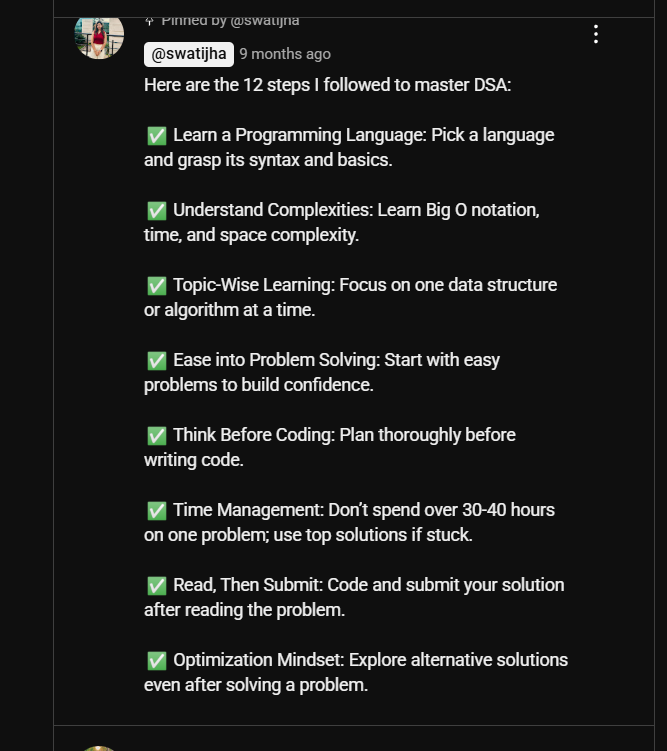 Pinned by @swatijha
@swatijha 9 months ago
Here are the 12 steps I followed to master DSA:
✅ Learn a Programming Language: Pick a language
and grasp its syntax and basics.
✅ Understand Complexities: Learn Big O notation,
time, and space complexity.
✅ Topic-Wise Learning: Focus on one data structure
or algorithm at a time.
✅ Ease into Problem Solving: Start with easy
problems to build confidence.
✅ Think Before Coding: Plan thoroughly before
writing code.
✅ Time Management: Don’t spend over 30-40 hours
on one problem; use top solutions if stuck.
✅ Read, Then Submit: Code and submit your solution
after reading the problem.
✅ Optimization Mindset: Explore alternative solutions
even after solving a problem.